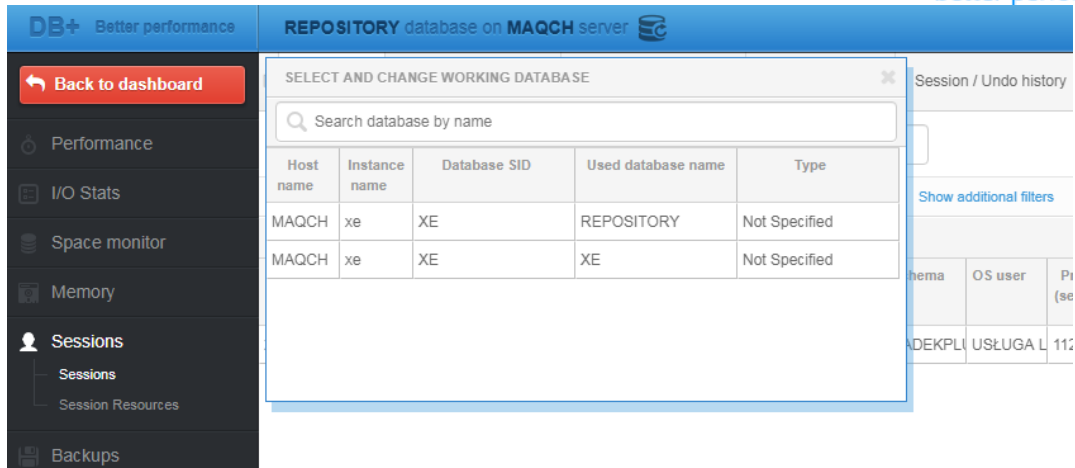 DB+ Better performance
REPOSITORY database on MAQCH server
Back to dashboard
Performance
I/O Stats
Space monitor
Memory
Sessions
Sessions
Session Resources
Backups
SELECT AND CHANGE WORKING DATABASE
Search database by name
Host name Instance name Database SID Used database name Type
MAQCH xe XE REPOSITORY Not Specified
MAQCH xe XE XE Not Specified
Session / Undo history
Show additional filters
OS user
USŁUGA L 112